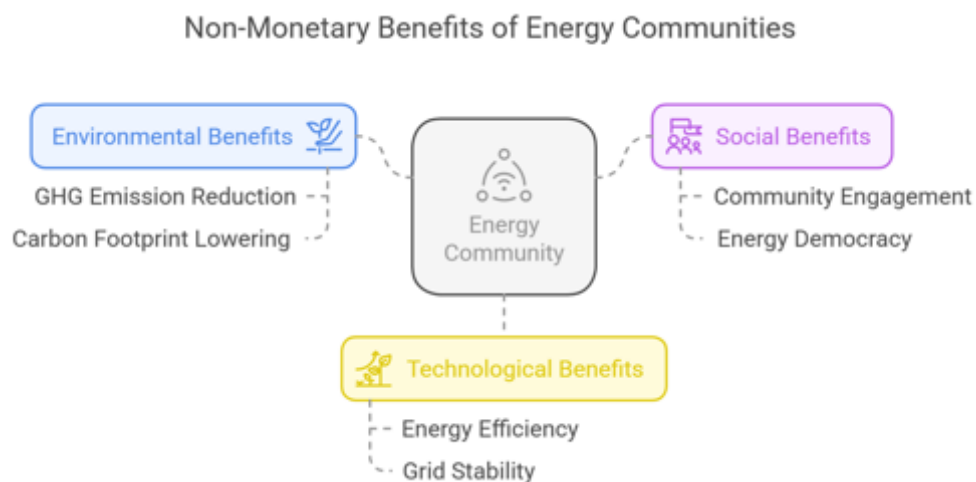 Non-Monetary Benefits of Energy Communities
Environmental Benefits
GHG Emission Reduction
Carbon Footprint Lowering
Energy
Community
Social Benefits
Community Engagement
Energy Democracy
Technological Benefits
Energy Efficiency
Grid Stability